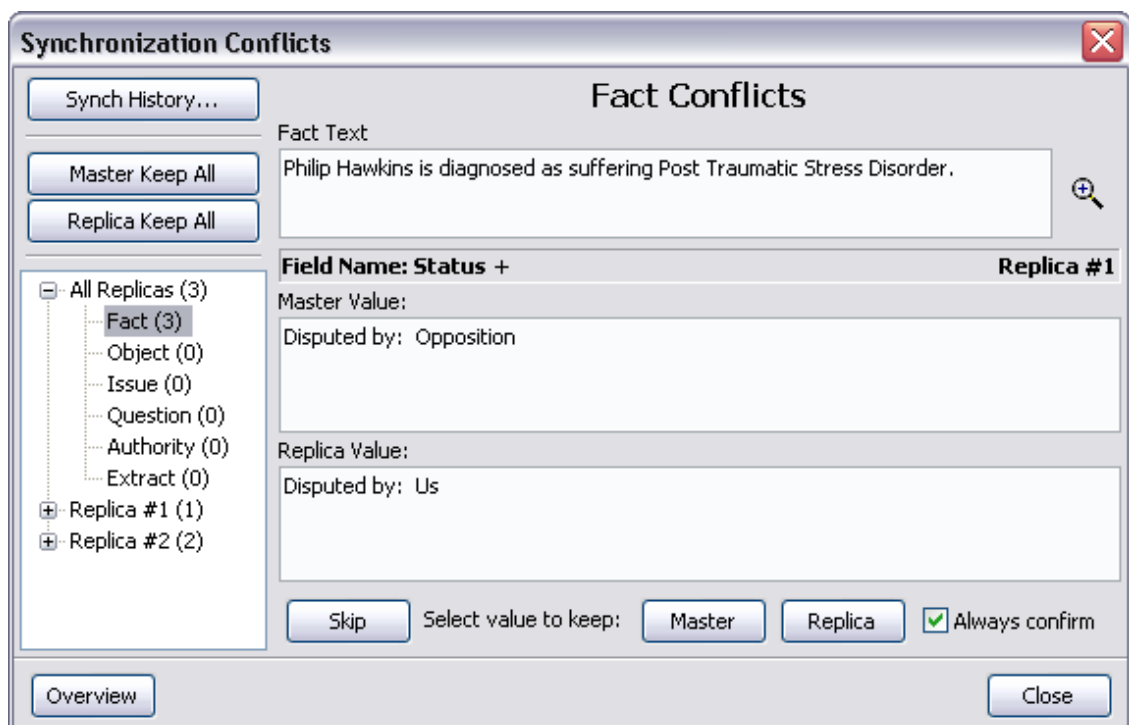 Synchronization Conflicts
Synch History...
Master Keep All
Replica Keep All
All Replicas (3)
Fact (3)
Object (0)
Issue (0)
Question (0)
Authority (0)
Extract (0)
Replica #1 (1)
Replica #2 (2)
Fact Conflicts
Fact Text
Philip Hawkins is diagnosed as suffering Post Traumatic Stress Disorder.
Field Name: Status + Replica #1
Master Value:
Disputed by: Opposition
Replica Value:
Disputed by: Us
Skip Select value to keep: Master Replica Always confirm
Overview Close